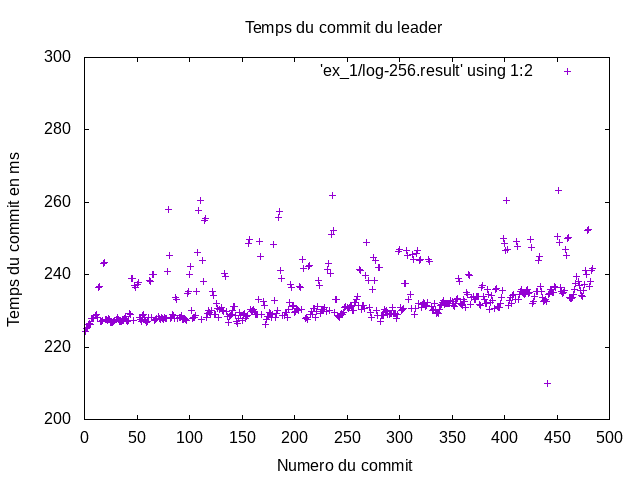 Temps du commit du leader
'ex_1/log-256.result' using 1:2
300
280
260
240
220
200
Temps du commit en ms
0 50 100 150 200 250 300 350 400 450 500
Numero du commit